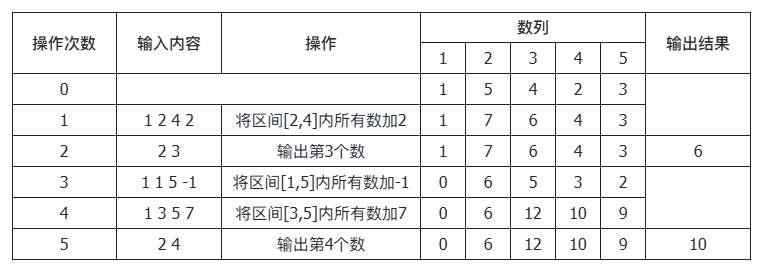 操作次数 输入内容 操作 数列 输出结果
1 2 3 4 5
0 1 5 4 2 3
1 1 2 4 2 将区间[2,4]内所有数加2 1 7 6 4 3
2 2 3 输出第3个数 1 7 6 4 3 6
3 1 1 5 -1 将区间[1,5]内所有数加-1 0 6 5 3 2
4 1 3 5 7 将区间[3,5]内所有数加7 0 6 12 10 9
5 2 4 输出第4个数 0 6 12 10 9 10